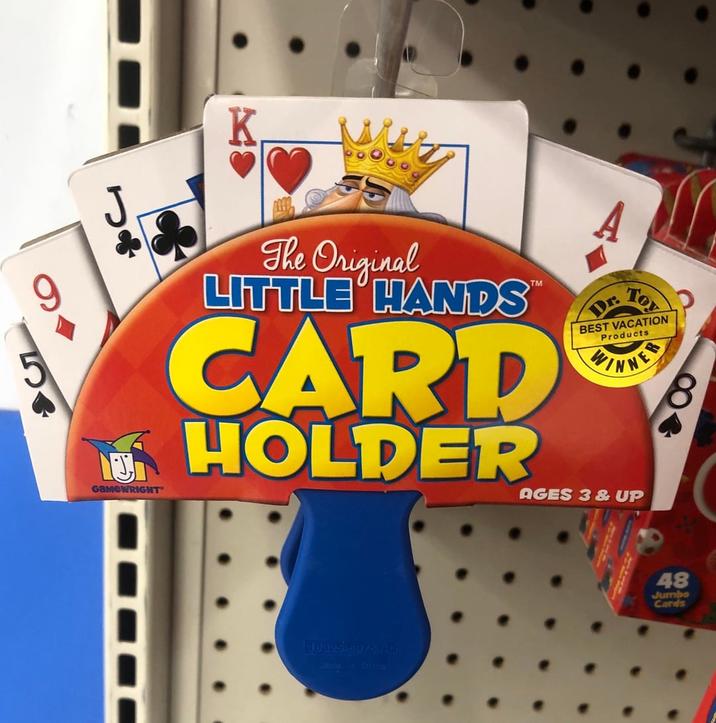 K
J
A
9
5
8
The Original
LITTLE HANDS™
CARD
HOLDER
Dr. Toy
BEST VACATION
Products
WINNER
GAMEWRIGHT®
AGES 3 & UP
48
Jumbo
Cards